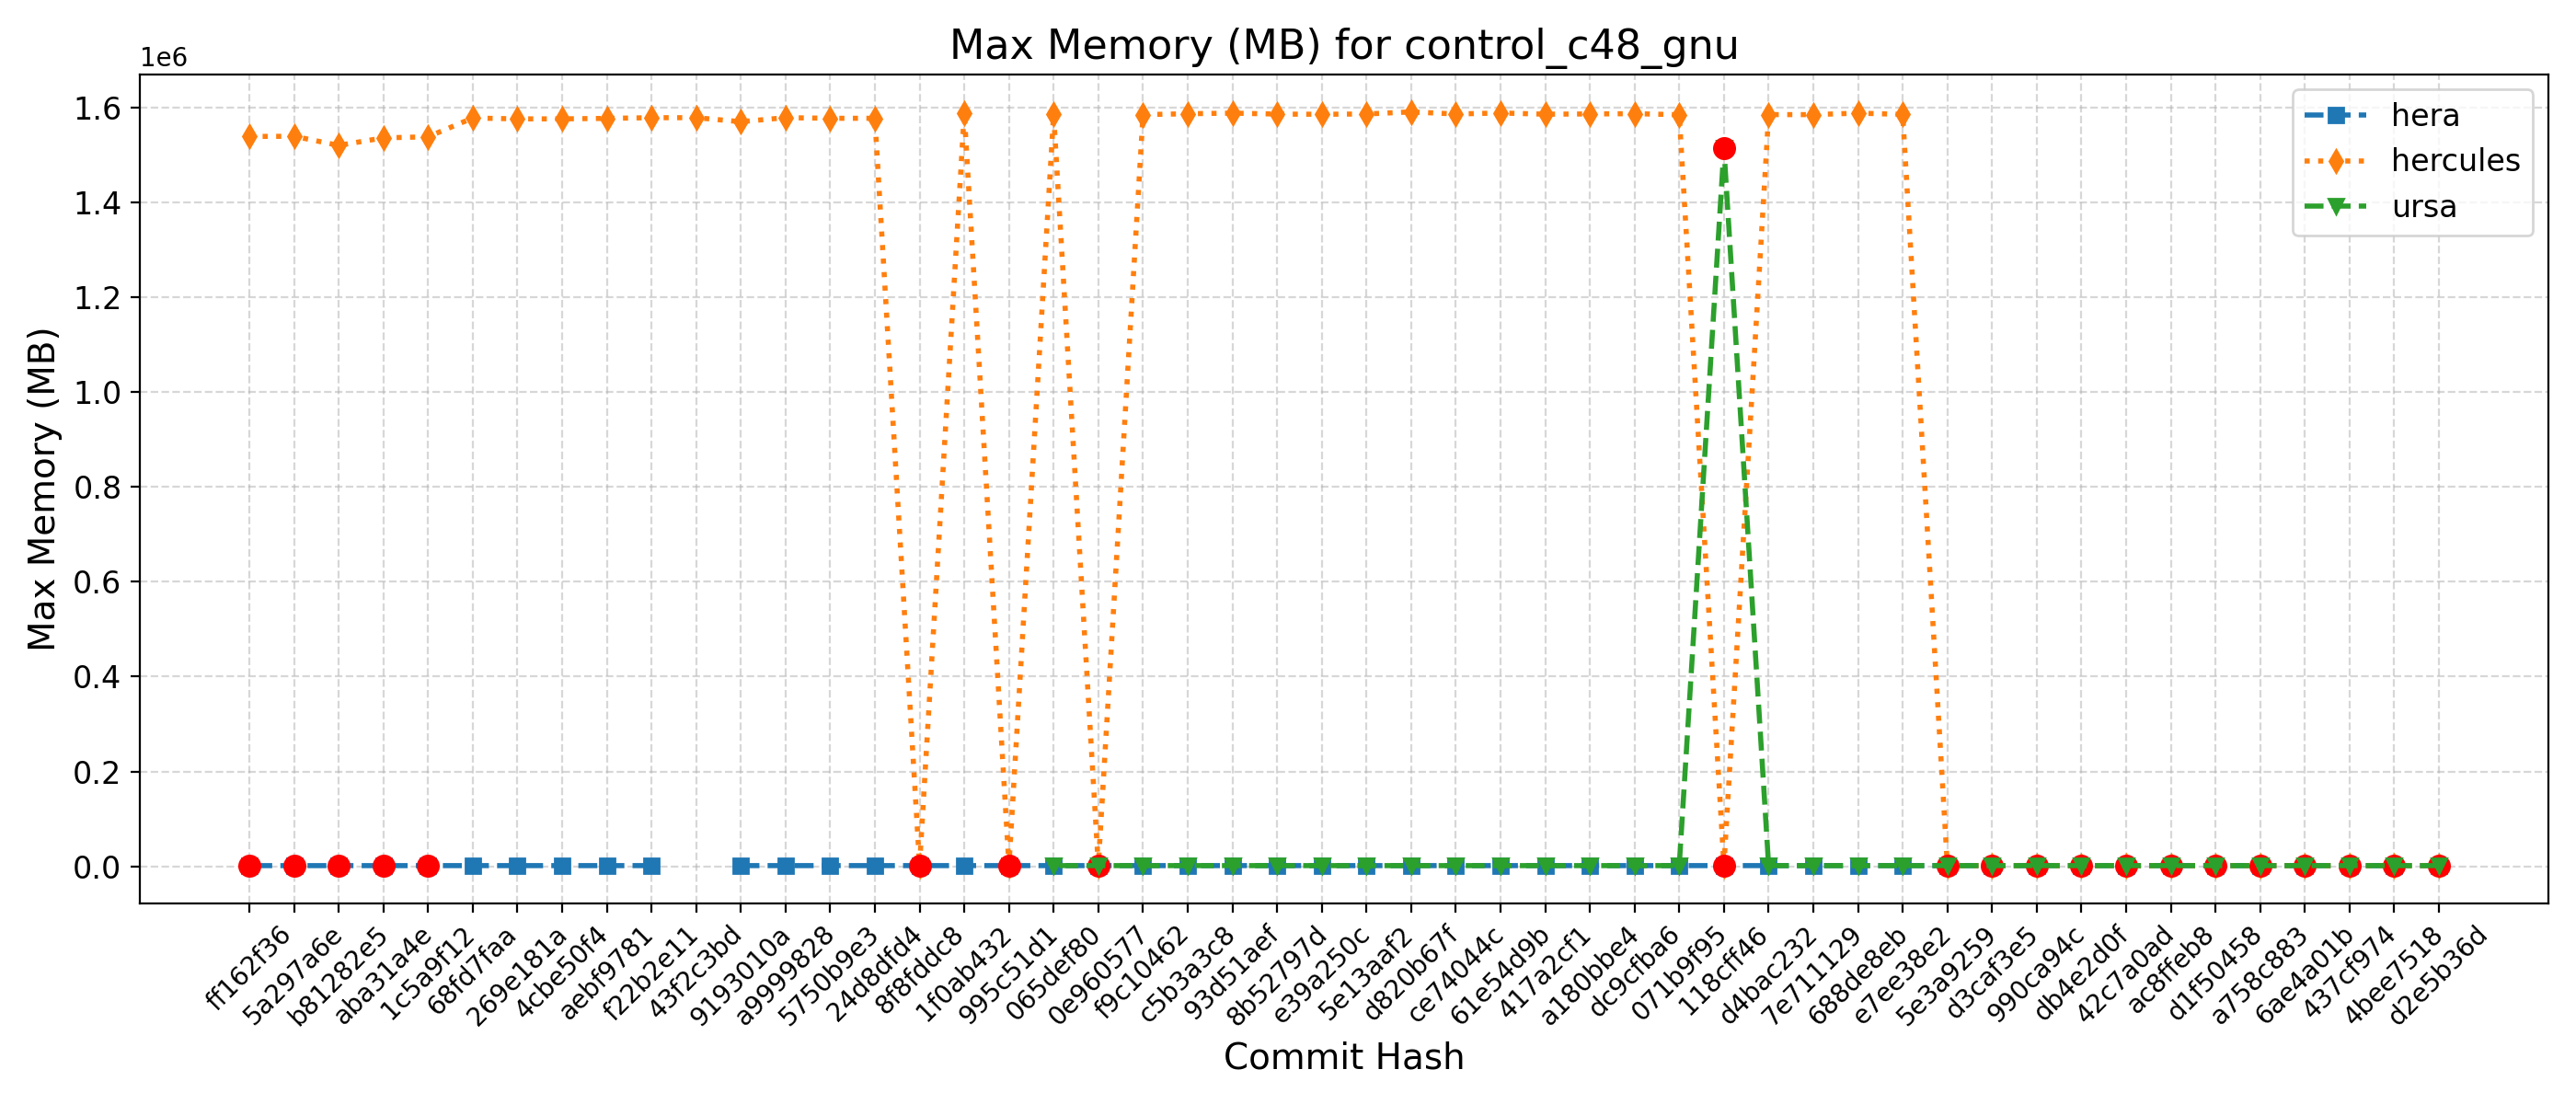 Max Memory (MB) for control_c48_gnu
1e6
1.6
1.4
1.2
1.0
0.8
0.6
0.4
0.2
0.0
Max Memory (MB)
hera
hercules
ursa
ff162f36
5a297a6e
b81282e5
aba31a4e
1c5a9f12
68fd7faa
269e181a
4cbe50f4
aebf9781
f22b2e11
43f2c3bd
9193010a
a9999828
5750b9e3
24d8dfd4
8f8fddc8
1f0ab432
995c51d1
065def80
0e960577
f9c10462
c5b3a3c8
93d51aef
8b52797d
e39a250c
5e13aaf2
d820b67f
ce74044c
61e54d9b
417a2cf1
a180bbe4
dc9cfba6
071b9f95
118cff46
d4bac232
7e711129
688de8eb
e7ee38e2
5e3a9259
d3caf3e5
990ca94c
db4e2d0f
42c7a0ad
ac8ffeb8
d1f50458
a758c883
6ae4a01b
437cf974
4bee7518
d2e5b36d
Commit Hash